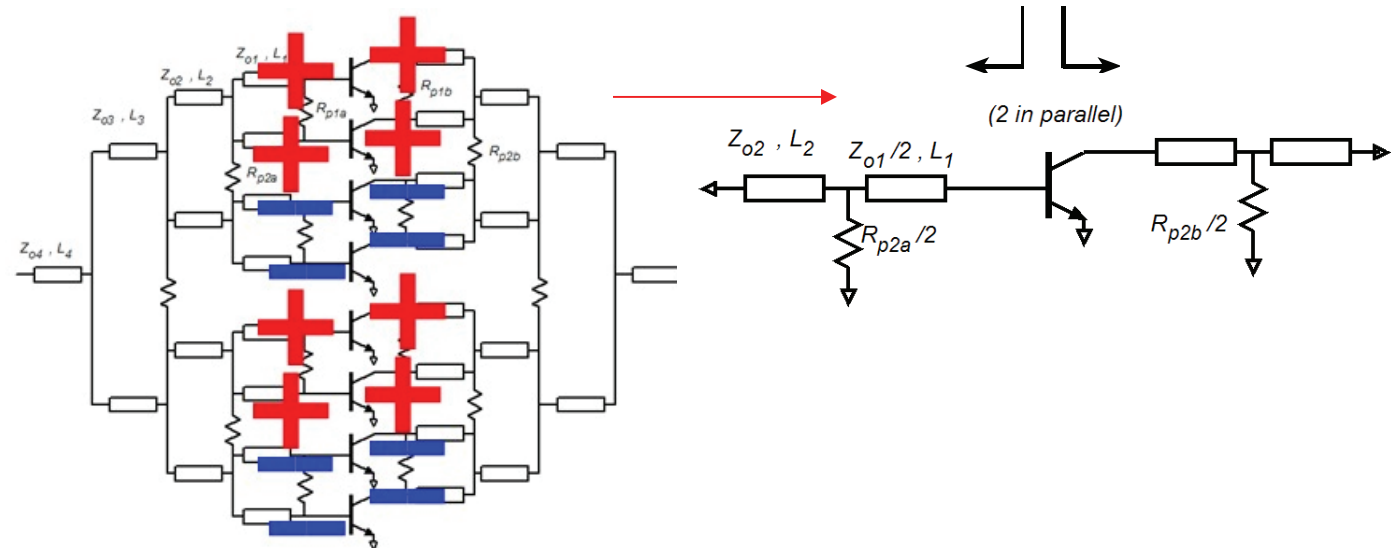 Zo1 , L1
Zo2 , L2
Zo3 , L3
Zo4 , L4
Rp1a
Rp1b
Rp2a
Rp2b
(2 in parallel)
Zo2 , L2
Zo1/2 , L1
Rp2a/2
Rp2b/2